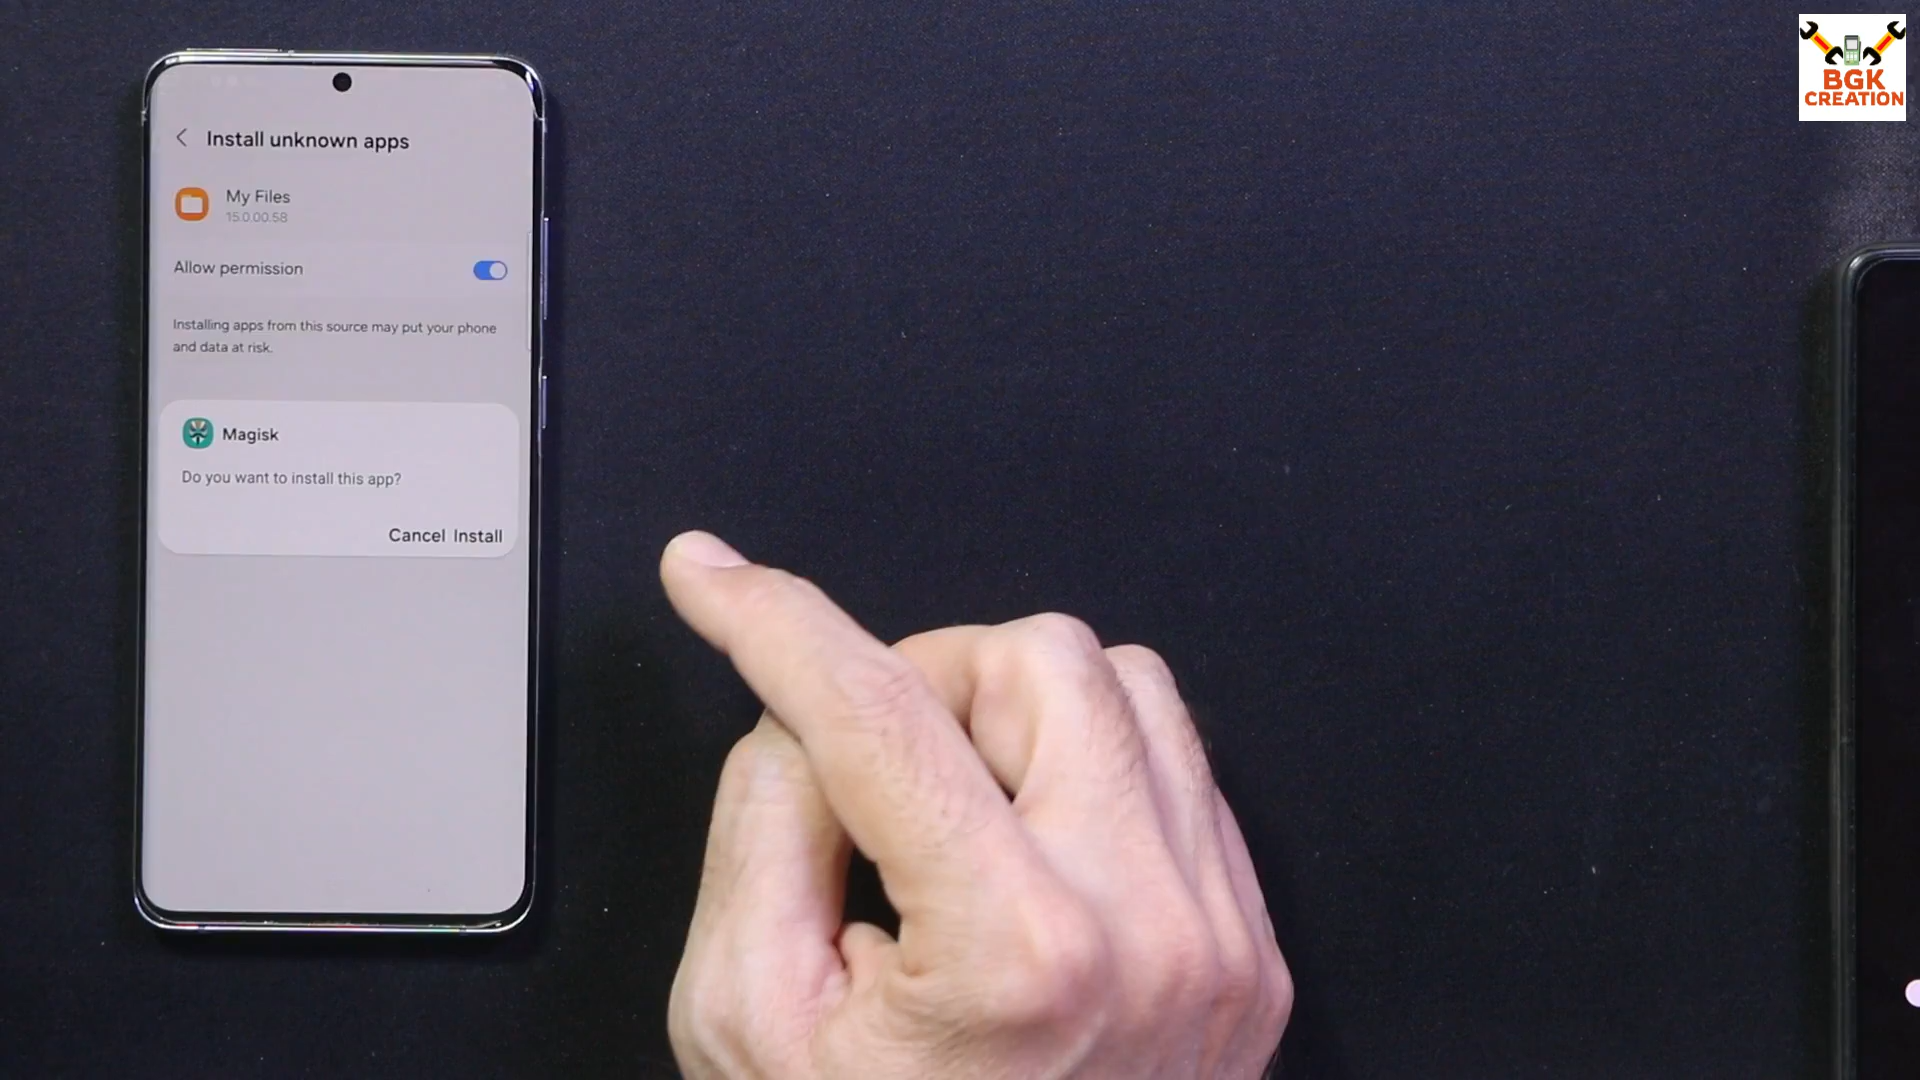 Install unknown apps
My Files
15.0.00.58
Allow permission
Installing apps from this source may put your phone
and data at risk.
Magisk
Do you want to install this app?
Cancel Install
BGK
CREATION